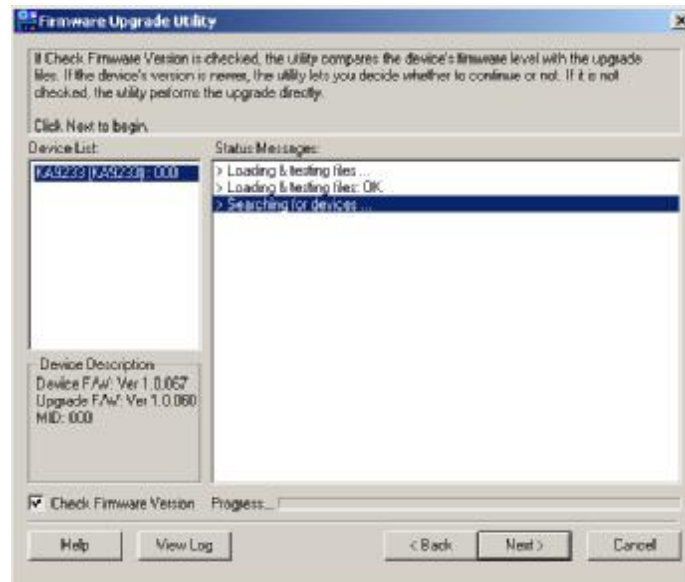 Firmware Upgrade Utility
If Check Firmware Version is checked, the utility compares the device's firmware level with the upgrade
files. If the device's version is newer, the utility lets you decide whether to continue or not. If it is not
checked, the utility performs the upgrade directly.
Click Next to begin.
Device List:
Status Messages:
KA9233 [KA9233]: 000
> Loading & testing files ...
> Loading & testing files: OK.
> Searching for devices ...
Device Description
Device F/W: Ver 1.0.067
Upgrade F/W: Ver 1.0.060
MID: 000
Check Firmware Version
Progress...
Help
View Log
< Back
Next >
Cancel